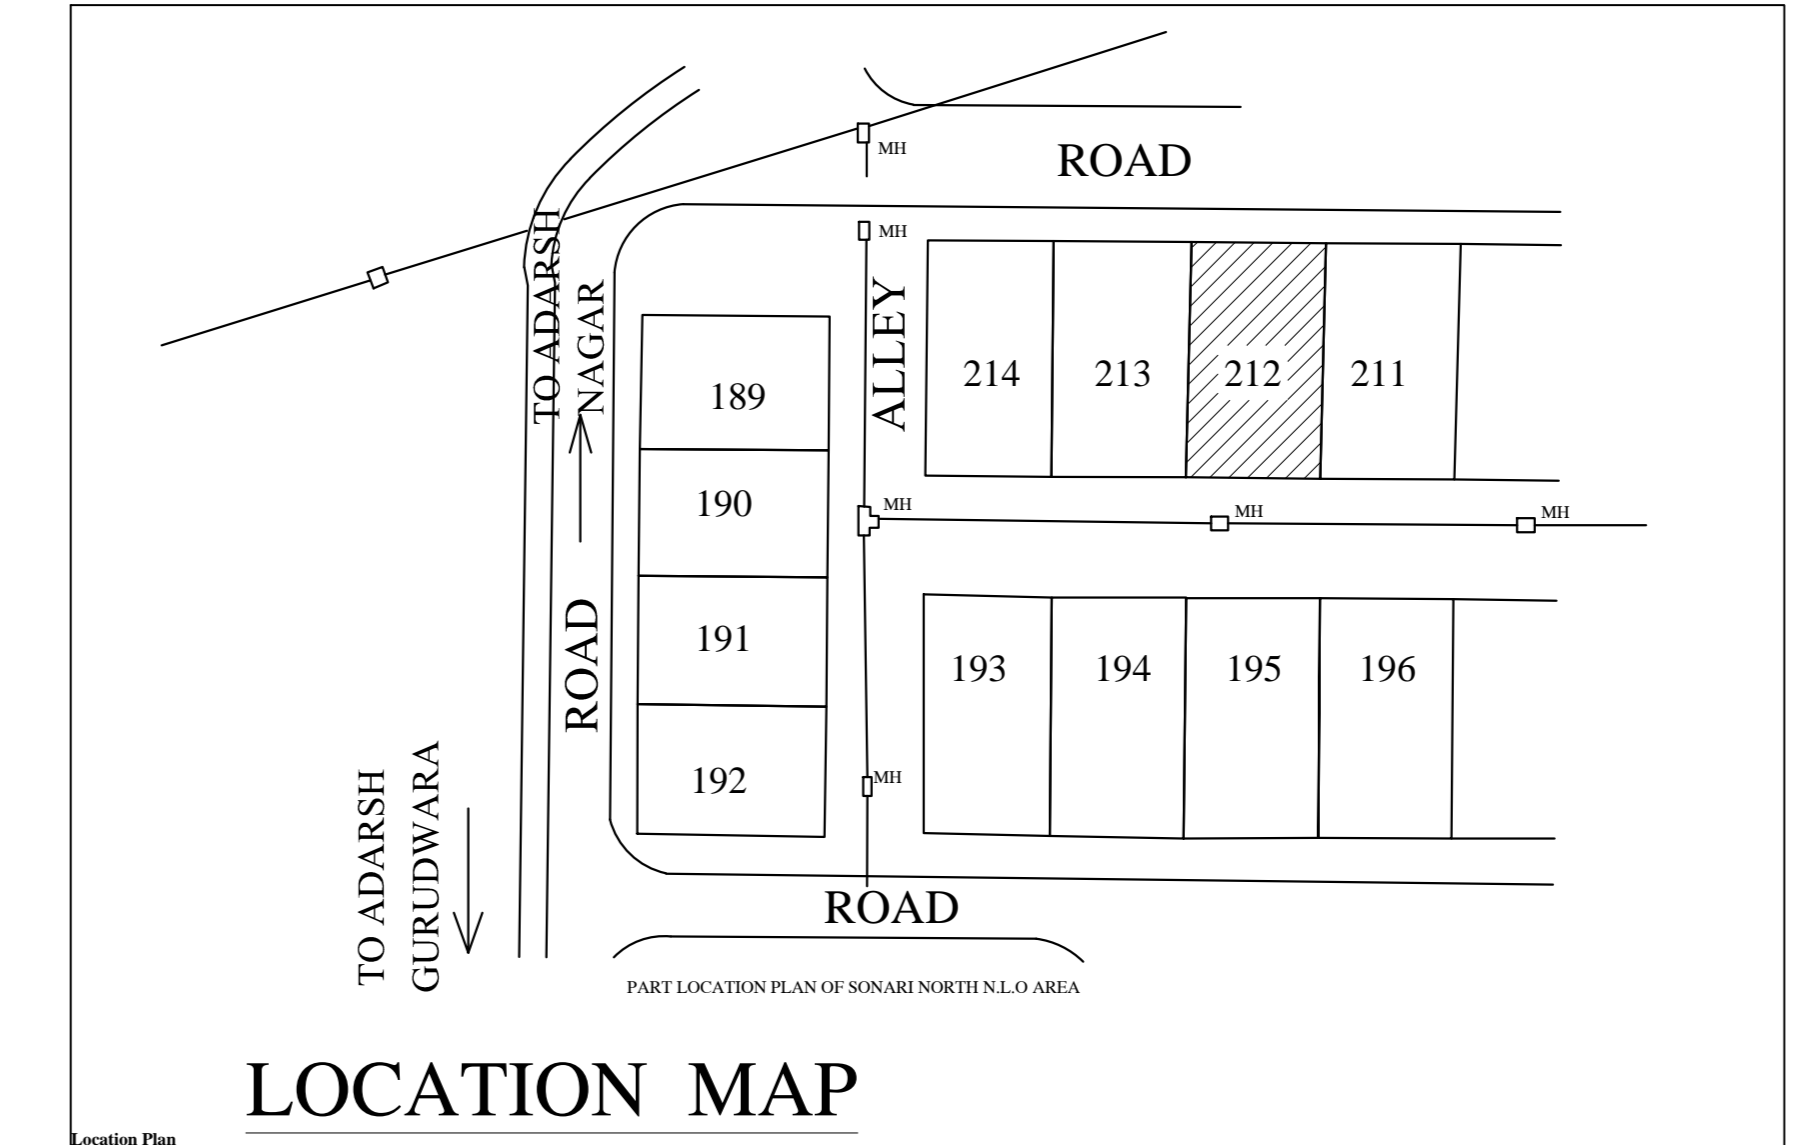 MH
ROAD
MH
TO ADARSH
NAGAR
ALLEY
214
213
212
211
189
190
MH
MH
MH
191
ROAD
193
194
195
196
192
MH
TO ADARSH
GURUDWARA
ROAD
PART LOCATION PLAN OF SONARI NORTH N.L.O AREA
LOCATION MAP
Location Plan